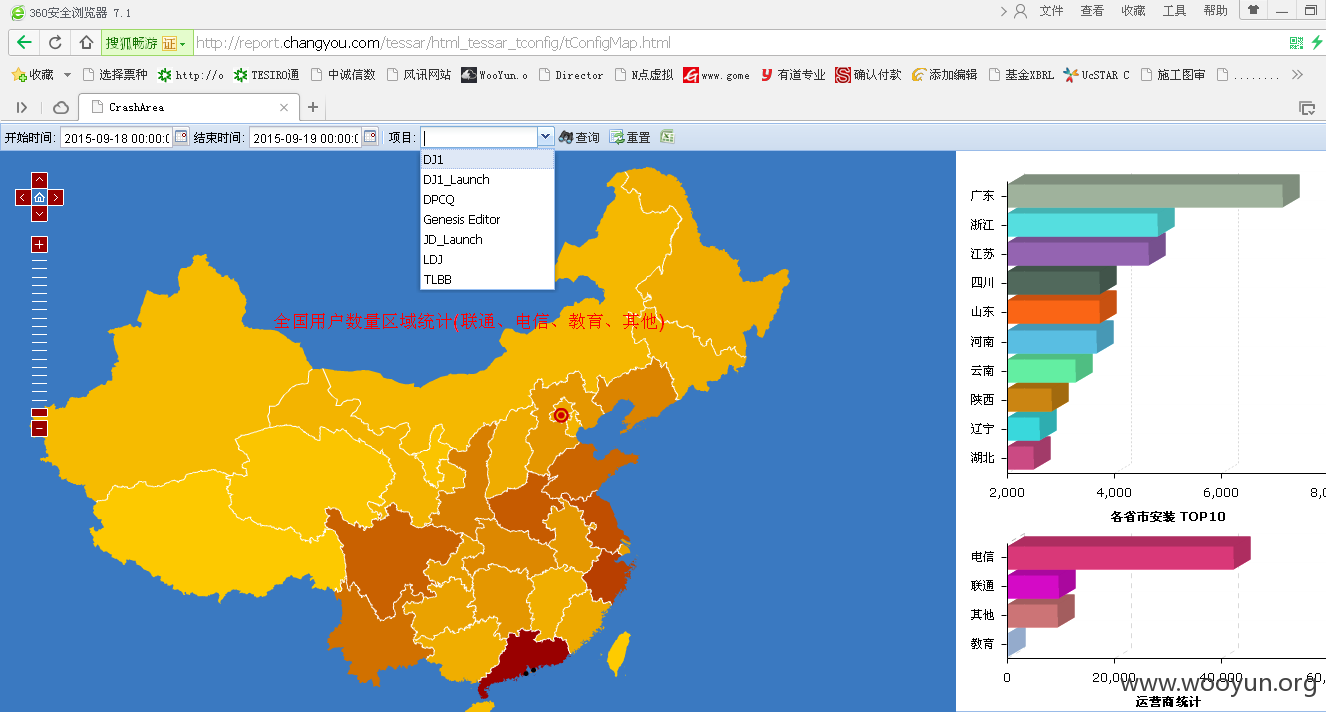 360安全浏览器 7.1 文件 查看 收藏 工具 帮助
搜狐畅游 证 http://report.changyou.com/tessar/html_tessar_tconfig/tConfigMap.html
收藏 选择票种 http://o TESIRO通 中诚信数 风讯网站 WooYun.o Director N点虚拟 www.gome 有道专业 确认付款 添加编辑 基金XBRL UcSTAR C 施工图审 ........
CrashArea
开始时间: 2015-09-18 00:00:0 结束时间: 2015-09-19 00:00:0 项目: 查询 重置
DJ1
DJ1_Launch
DPCQ
Genesis Editor
JD_Launch
LDJ
TLBB
全国用户数量区域统计(联通、电信、教育、其他)
广东
浙江
江苏
四川
山东
河南
云南
陕西
辽宁
湖北
2,000 4,000 6,000 8,0
各省市安装 TOP10
电信
联通
其他
教育
0 20,000 40,000 60,
运营商统计
www.wooyun.org